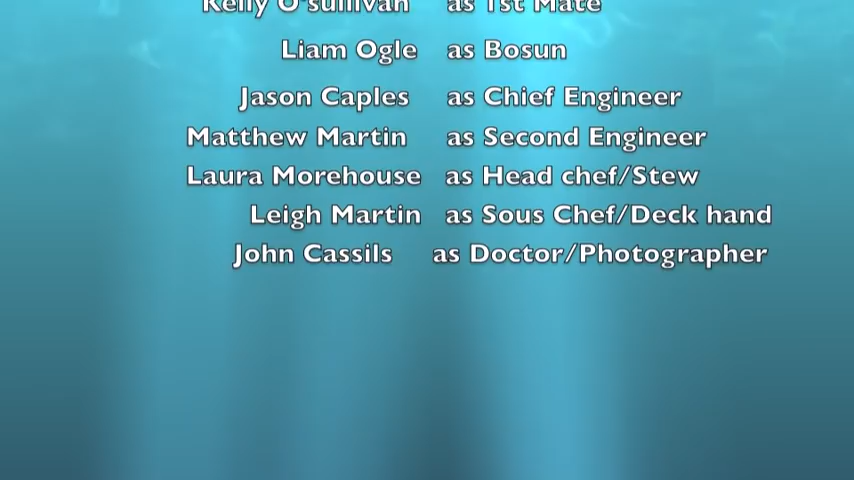 Kelly O'sullivan as 1st Mate
Liam Ogle as Bosun
Jason Caples as Chief Engineer
Matthew Martin as Second Engineer
Laura Morehouse as Head chef/Stew
Leigh Martin as Sous Chef/Deck hand
John Cassils as Doctor/Photographer